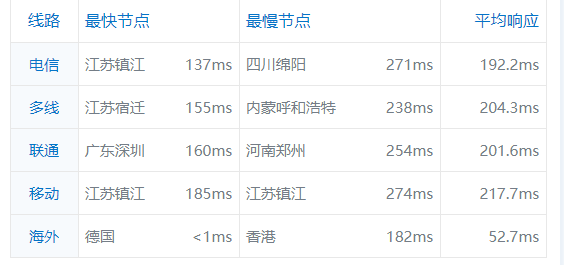 线路 最快节点 最慢节点 平均响应
电信 江苏镇江 137ms 四川绵阳 271ms 192.2ms
多线 江苏宿迁 155ms 内蒙呼和浩特 238ms 204.3ms
联通 广东深圳 160ms 河南郑州 254ms 201.6ms
移动 江苏镇江 185ms 江苏镇江 274ms 217.7ms
海外 德国 <1ms 香港 182ms 52.7ms